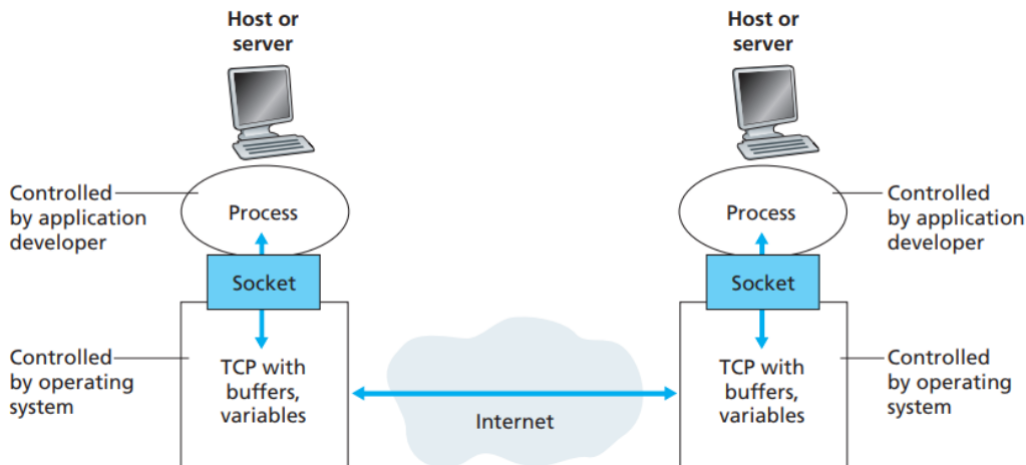 Host or
server
Host or
server
Controlled
by application
developer
Process
Process
Controlled
by application
developer
Socket
Socket
Controlled
by operating
system
TCP with
buffers,
variables
Internet
TCP with
buffers,
variables
Controlled
by operating
system